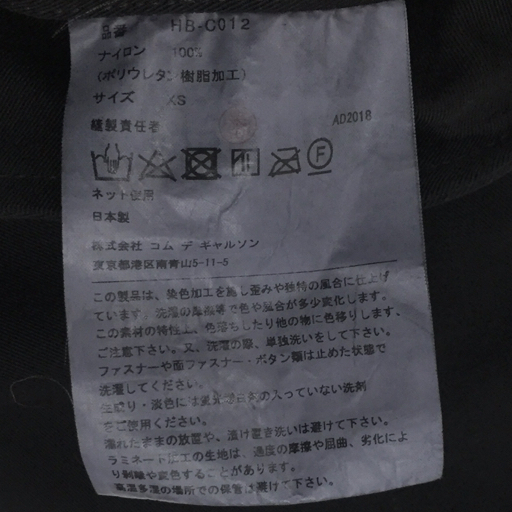 品番 HB-C012
ナイロン 100%
(ポリウレタン樹脂加工)
サイズ XS
縫製責任者
AD2018
F
ネット使用
日本製
株式会社 コム デ ギャルソン
東京都港区南青山5-11-5
この製品は、染色加工を施し歪みや独特の風合に仕上げ
ています。洗濯の摩擦等で色や風合が多少変化します。
この素材の特性上、色落ちしたり他の物に色移りします、
ご注意下さい。又、洗濯の際、単独洗いをして下さい。
ファスナーや面ファスナー・ボタン類は止めた状態で
洗濯してください。
生成り・淡色には蛍光増白剤の入っていない洗剤
をご使用ください。
濡れたままの放置や、漬け置き洗いは避けて下さい。
ラミネート加工の生地は、過度の摩擦や屈曲、劣化によ
り剥離や変色することがあります。
高温多湿の場所での保管は避けて下さい。